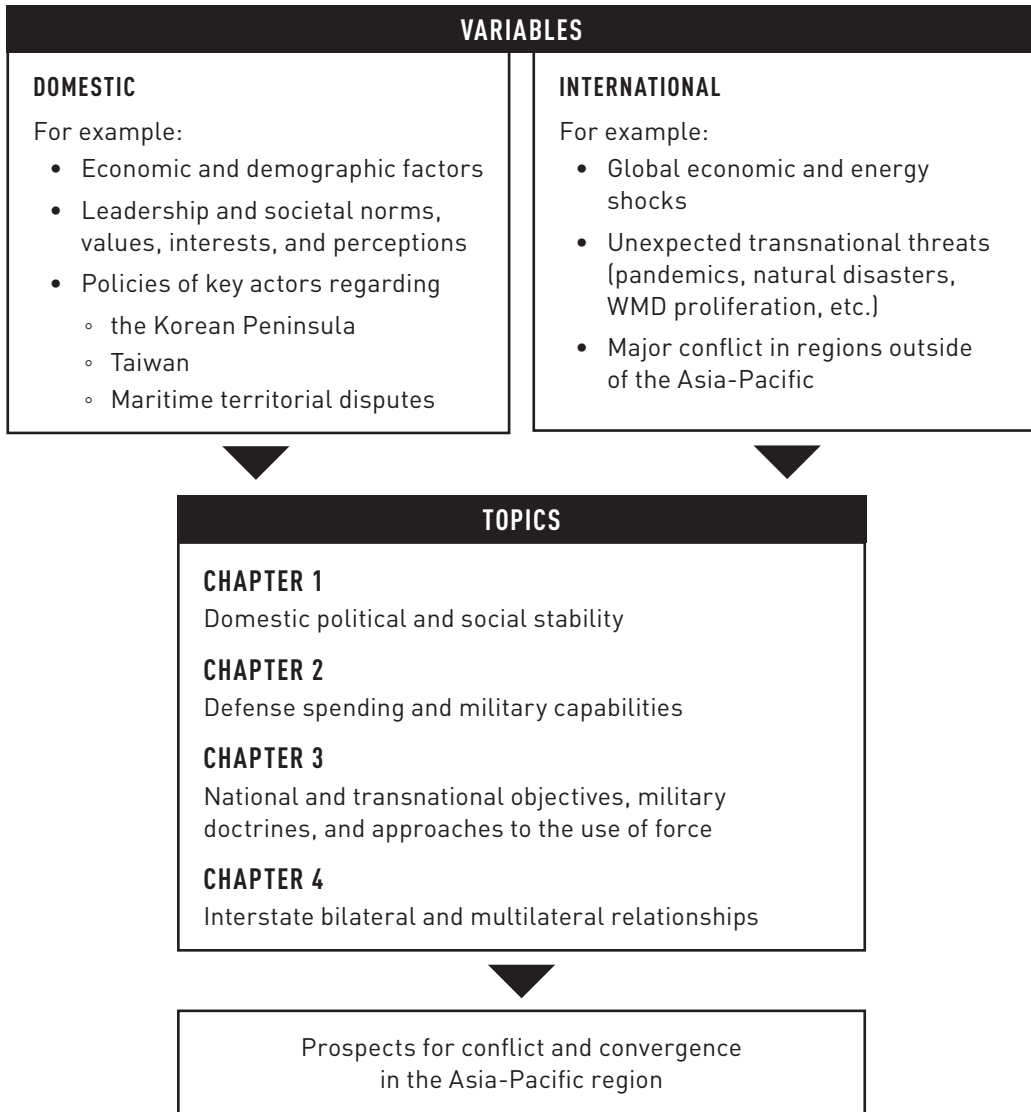 VARIABLES
DOMESTIC
For example:
• Economic and demographic factors
• Leadership and societal norms,
values, interests, and perceptions
• Policies of key actors regarding
◦ the Korean Peninsula
◦ Taiwan
◦ Maritime territorial disputes
INTERNATIONAL
For example:
• Global economic and energy
shocks
• Unexpected transnational threats
(pandemics, natural disasters,
WMD proliferation, etc.)
• Major conflict in regions outside
of the Asia-Pacific
TOPICS
CHAPTER 1
Domestic political and social stability
CHAPTER 2
Defense spending and military capabilities
CHAPTER 3
National and transnational objectives, military
doctrines, and approaches to the use of force
CHAPTER 4
Interstate bilateral and multilateral relationships
Prospects for conflict and convergence
in the Asia-Pacific region